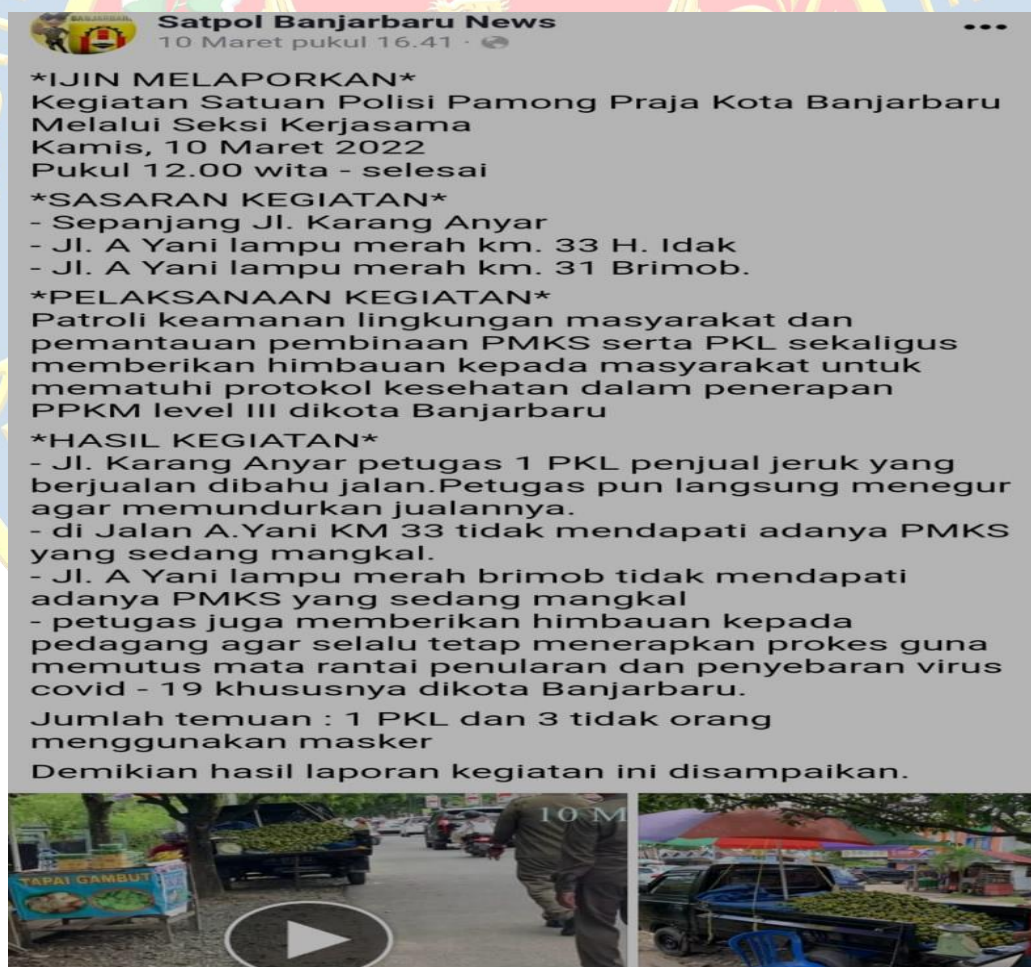 Satpol Banjarbaru News
10 Maret pukul 16.41 ·
*IJIN MELAPORKAN*
Kegiatan Satuan Polisi Pamong Praja Kota Banjarbaru
Melalui Seksi Kerjasama
Kamis, 10 Maret 2022
Pukul 12.00 wita - selesai
*SASARAN KEGIATAN*
- Sepanjang Jl. Karang Anyar
- Jl. A Yani lampu merah km. 33 H. Idak
- Jl. A Yani lampu merah km. 31 Brimob.
*PELAKSANAAN KEGIATAN*
Patroli keamanan lingkungan masyarakat dan
pemantauan pembinaan PMKS serta PKL sekaligus
memberikan himbauan kepada masyarakat untuk
mematuhi protokol kesehatan dalam penerapan
PPKM level III dikota Banjarbaru
*HASIL KEGIATAN*
- Jl. Karang Anyar petugas 1 PKL penjual jeruk yang
berjualan dibahu jalan.Petugas pun langsung menegur
agar memundurkan jualannya.
- di Jalan A.Yani KM 33 tidak mendapati adanya PMKS
yang sedang mangkal.
- Jl. A Yani lampu merah brimob tidak mendapati
adanya PMKS yang sedang mangkal
- petugas juga memberikan himbauan kepada
pedagang agar selalu tetap menerapkan prokes guna
memutus mata rantai penularan dan penyebaran virus
covid - 19 khususnya dikota Banjarbaru.
Jumlah temuan : 1 PKL dan 3 tidak orang
menggunakan masker
Demikian hasil laporan kegiatan ini disampaikan.
10 M
TAPAI GAMBUT